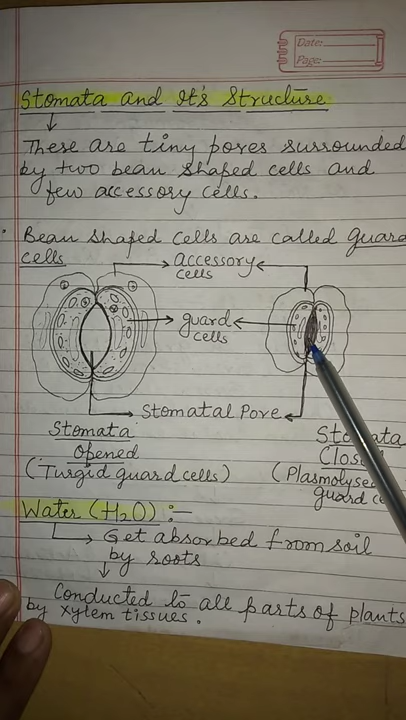 Date:
Page:
Stomata and It's Structure
These are tiny pores surrounded
by two bean shaped cells and
few accessory cells.
Bean shaped cells are called guard
cells
accessory
cells
guard
cells
Stomatal Pore
Stomata
Opened
(Turgid guard cells)
(Plasmolysed
guard
Water (H₂O) :-
Get absorbed from soil
by roots
Conducted to all parts of plants
by xylem tissues.